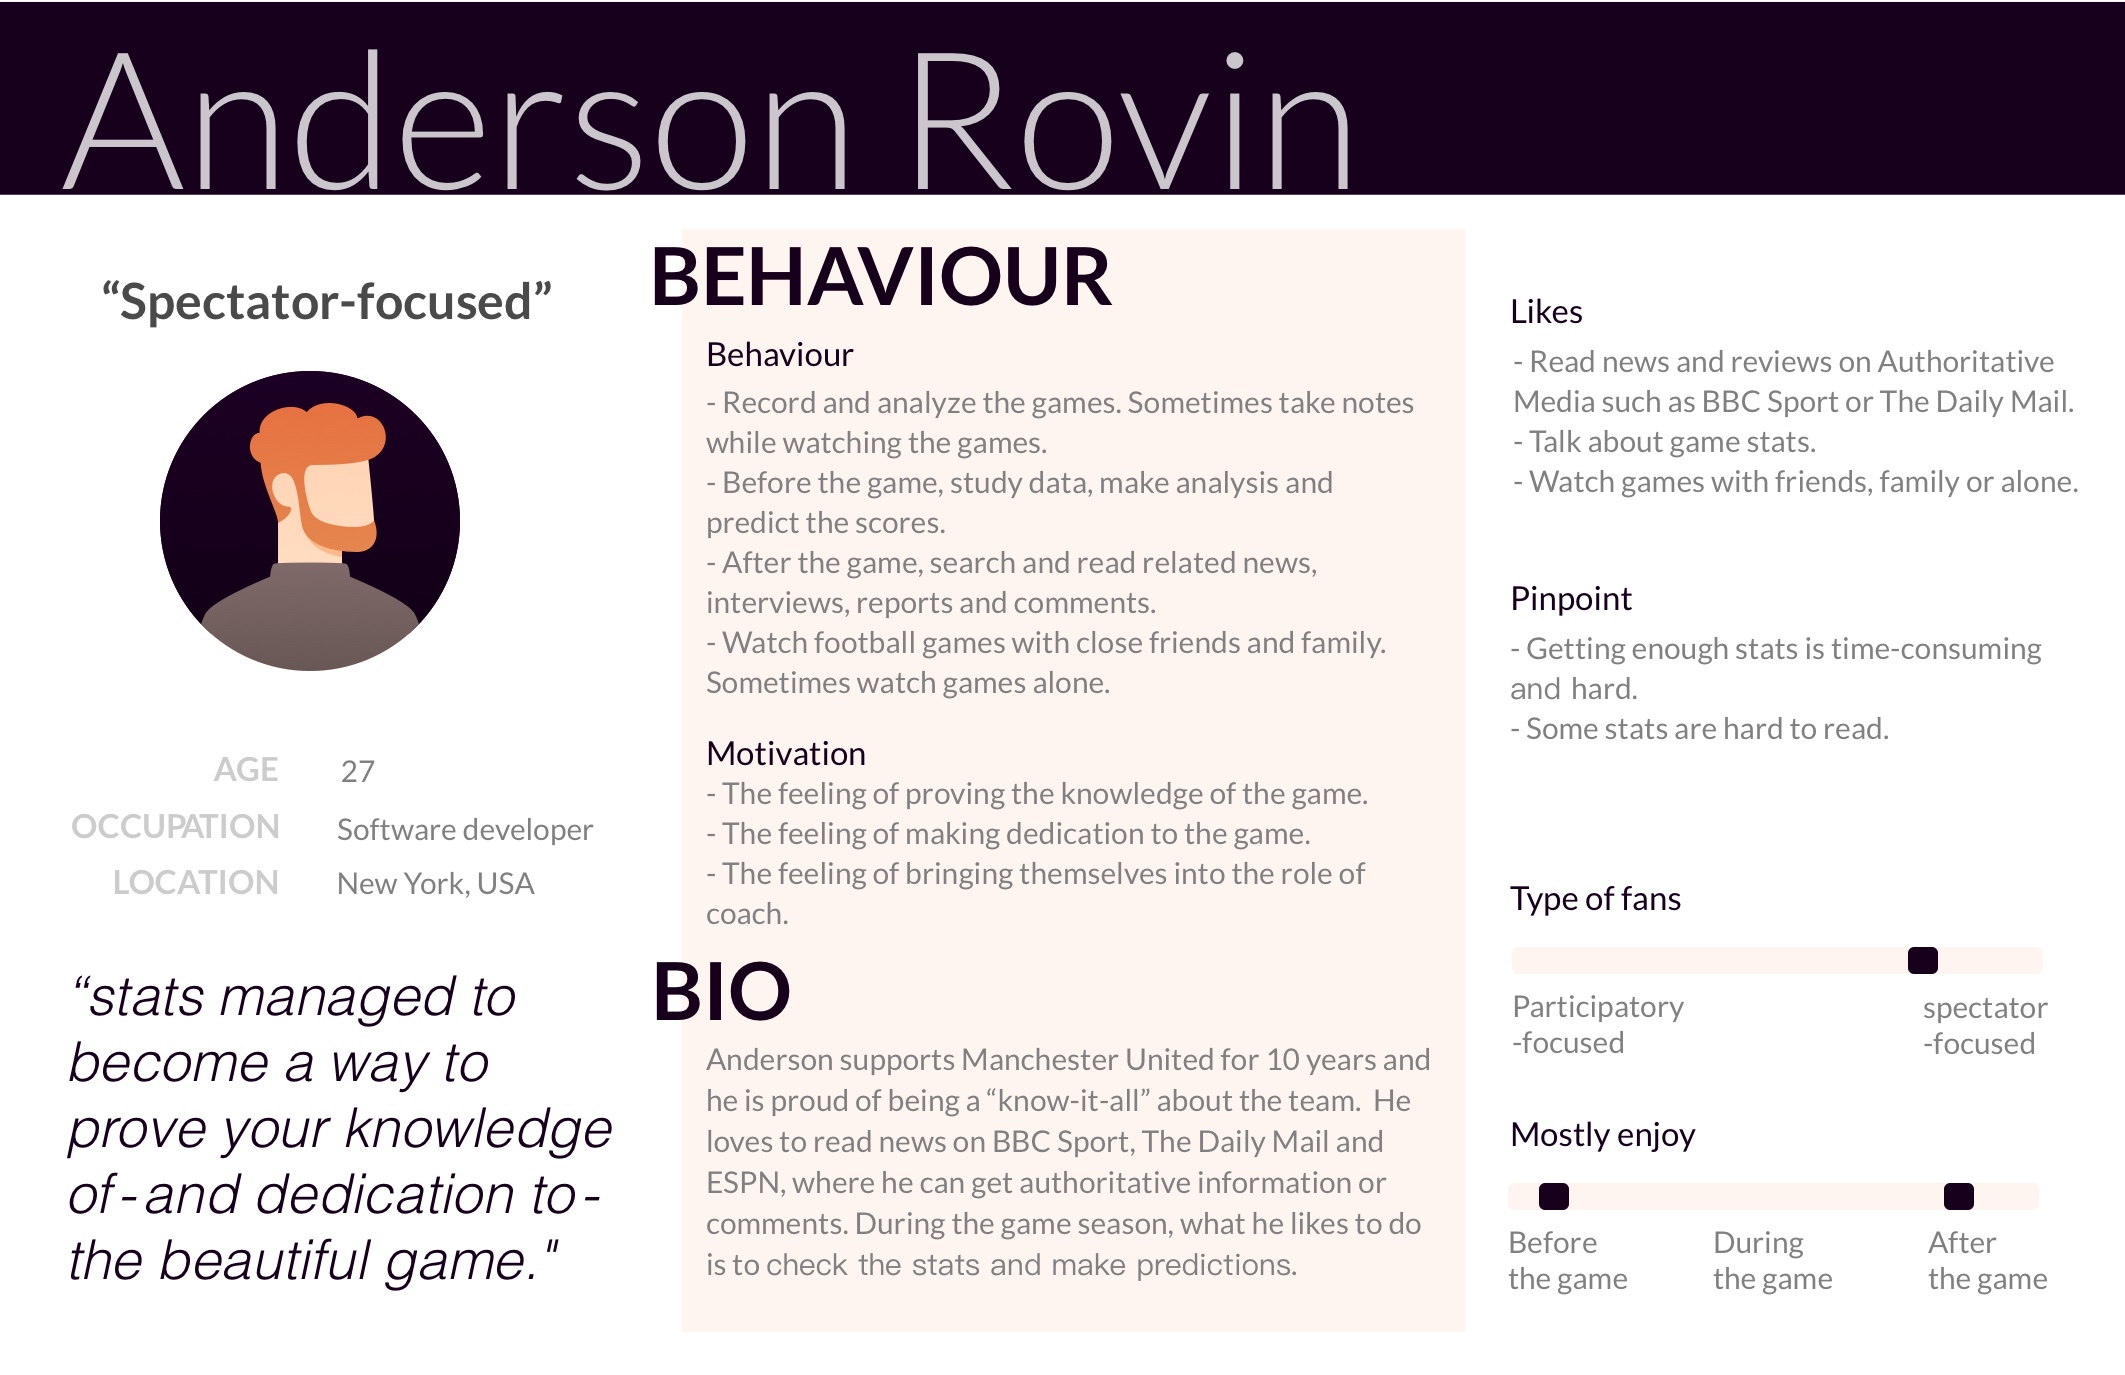 Anderson Rovin
“Spectator-focused”
AGE 27
OCCUPATION Software developer
LOCATION New York, USA
“stats managed to
become a way to
prove your knowledge
of-and dedication to-
the beautiful game."
BEHAVIOUR
Behaviour
- Record and analyze the games. Sometimes take notes
while watching the games.
- Before the game, study data, make analysis and
predict the scores.
- After the game, search and read related news,
interviews, reports and comments.
- Watch football games with close friends and family.
Sometimes watch games alone.
Motivation
- The feeling of proving the knowledge of the game.
- The feeling of making dedication to the game.
- The feeling of bringing themselves into the role of
coach.
BIO
Anderson supports Manchester United for 10 years and
he is proud of being a “know-it-all” about the team.  He
loves to read news on BBC Sport, The Daily Mail and
ESPN, where he can get authoritative information or
comments. During the game season, what he likes to do
is to check the stats and make predictions.
Likes
- Read news and reviews on Authoritative
Media such as BBC Sport or The Daily Mail.
- Talk about game stats.
- Watch games with friends, family or alone.
Pinpoint
- Getting enough stats is time-consuming
and hard.
- Some stats are hard to read.
Type of fans
Participatory
-focused
spectator
-focused
Mostly enjoy
Before
the game
During
the game
After
the game